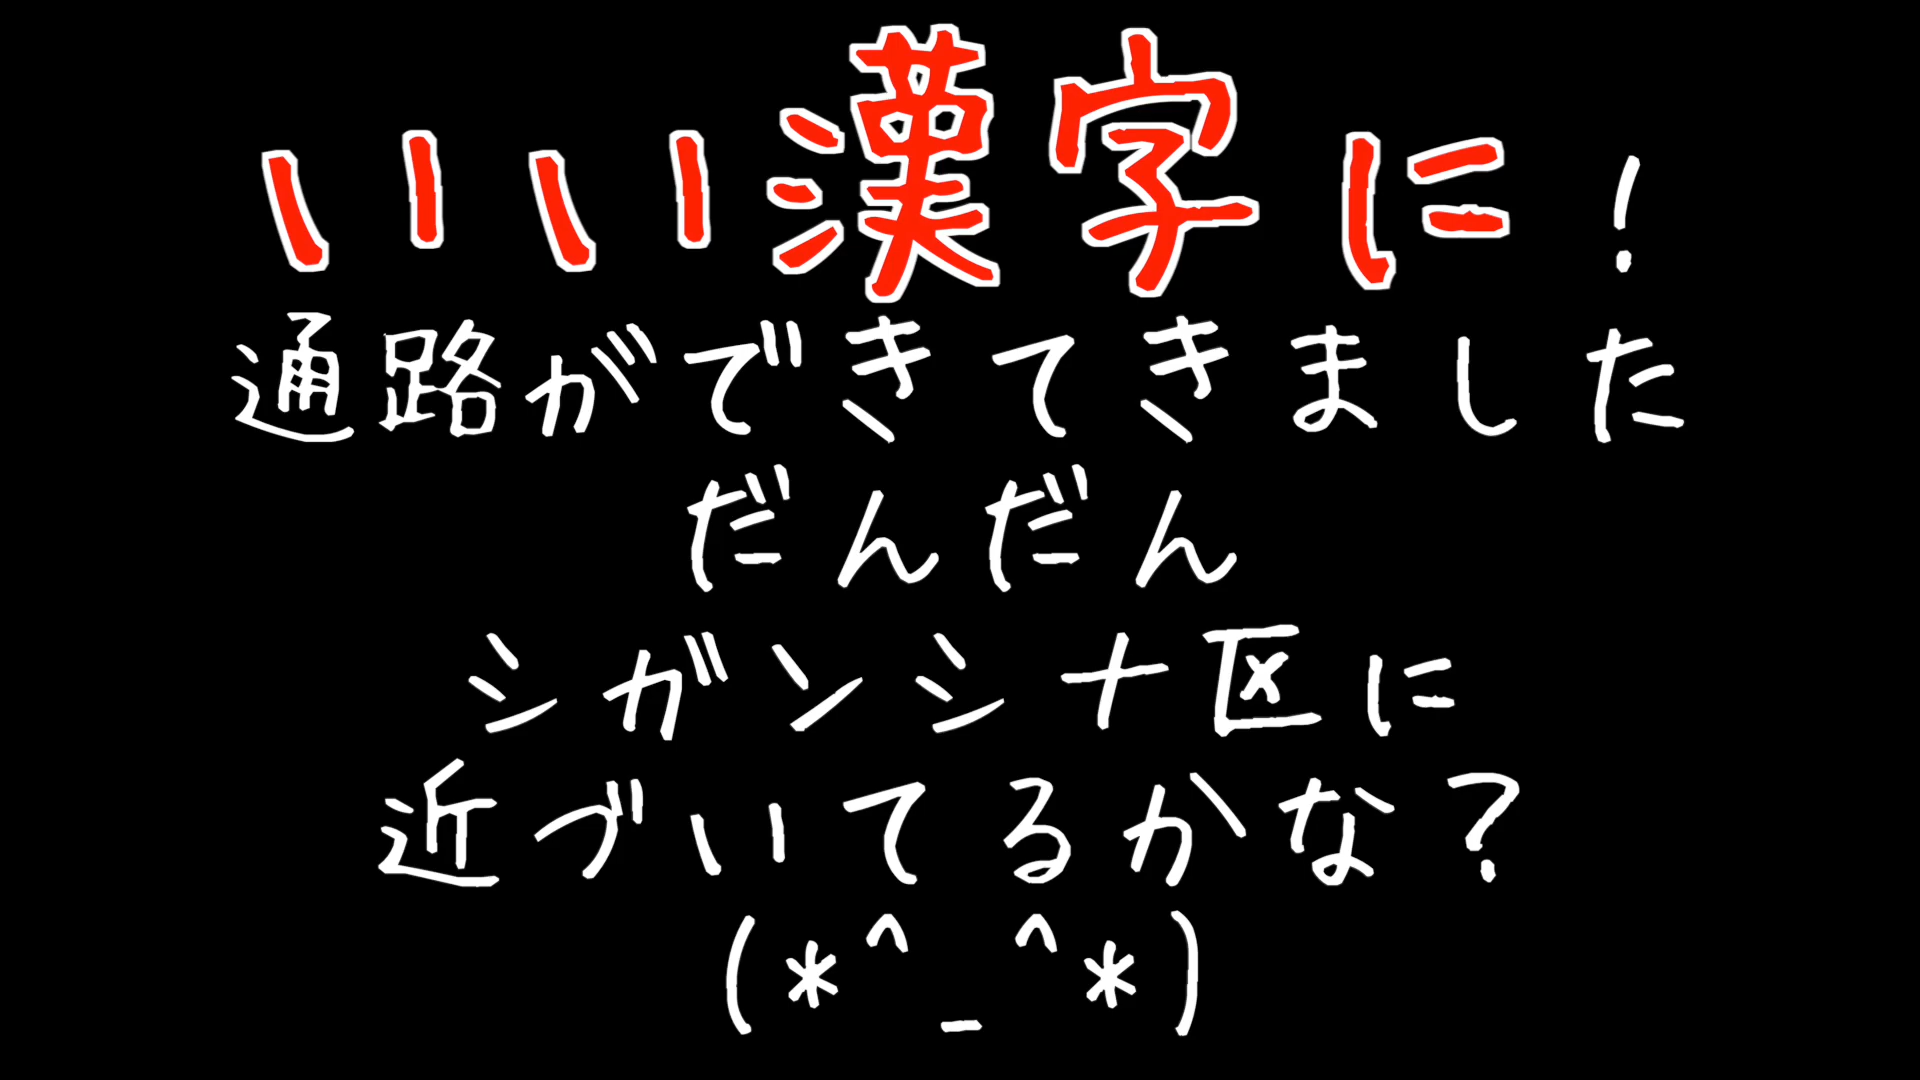 いい漢字に！
通路ができてきました
だんだん
シガンシナ区に
近づいてるかな？
(*^_^*)